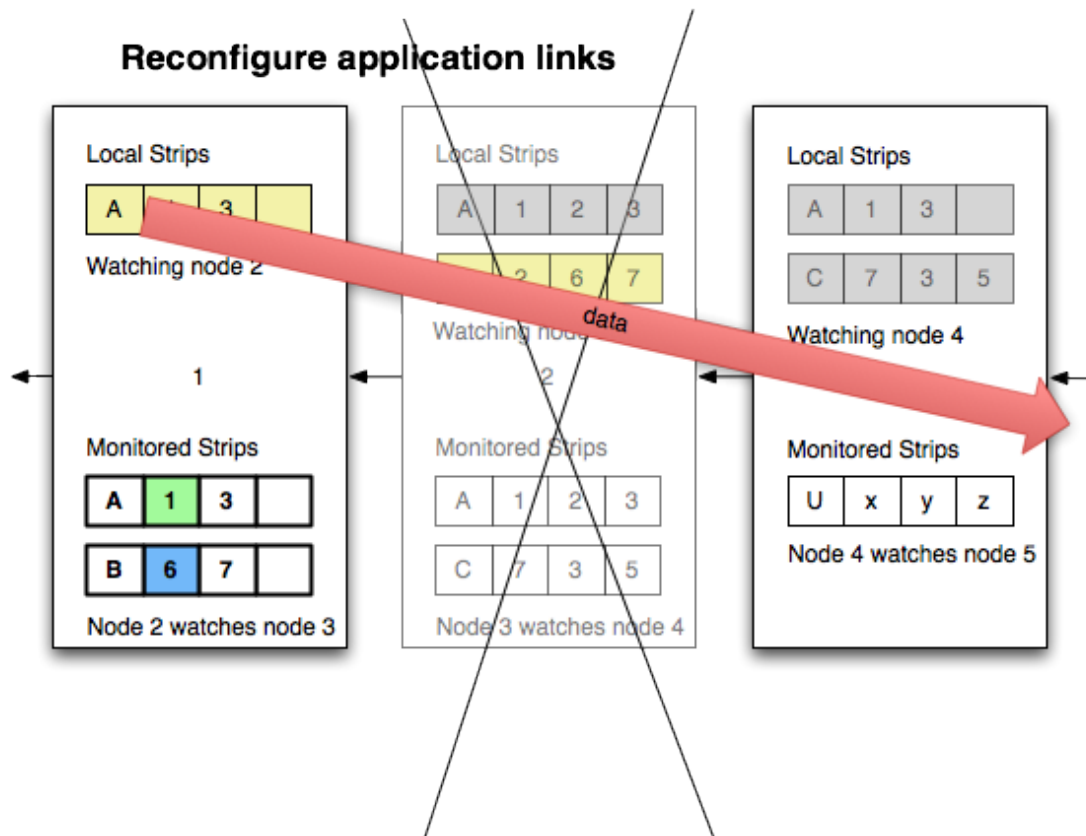 Reconfigure application links
Local Strips
A 3
Watching node 2
1
Monitored Strips
A 1 3
B 6 7
Node 2 watches node 3
Local Strips
A 1 2 3
2 6 7
Watching node
2
Monitored Strips
A 1 2 3
C 7 3 5
Node 3 watches node 4
data
Local Strips
A 1 3
C 7 3 5
Watching node 4
Monitored Strips
U x y z
Node 4 watches node 5